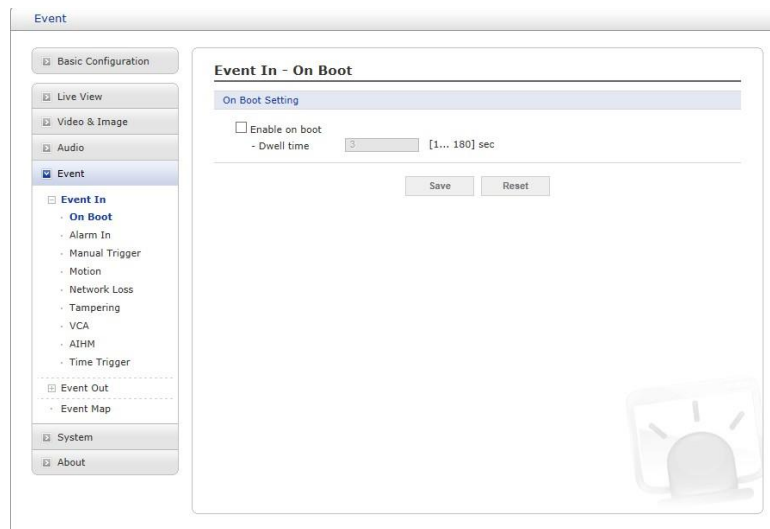 Event
Basic Configuration
Live View
Video & Image
Audio
Event
Event In
On Boot
Alarm In
Manual Trigger
Motion
Network Loss
Tampering
VCA
AIHM
Time Trigger
Event Out
Event Map
System
About
Event In - On Boot
On Boot Setting
Enable on boot
- Dwell time 3 [1... 180] sec
Save Reset